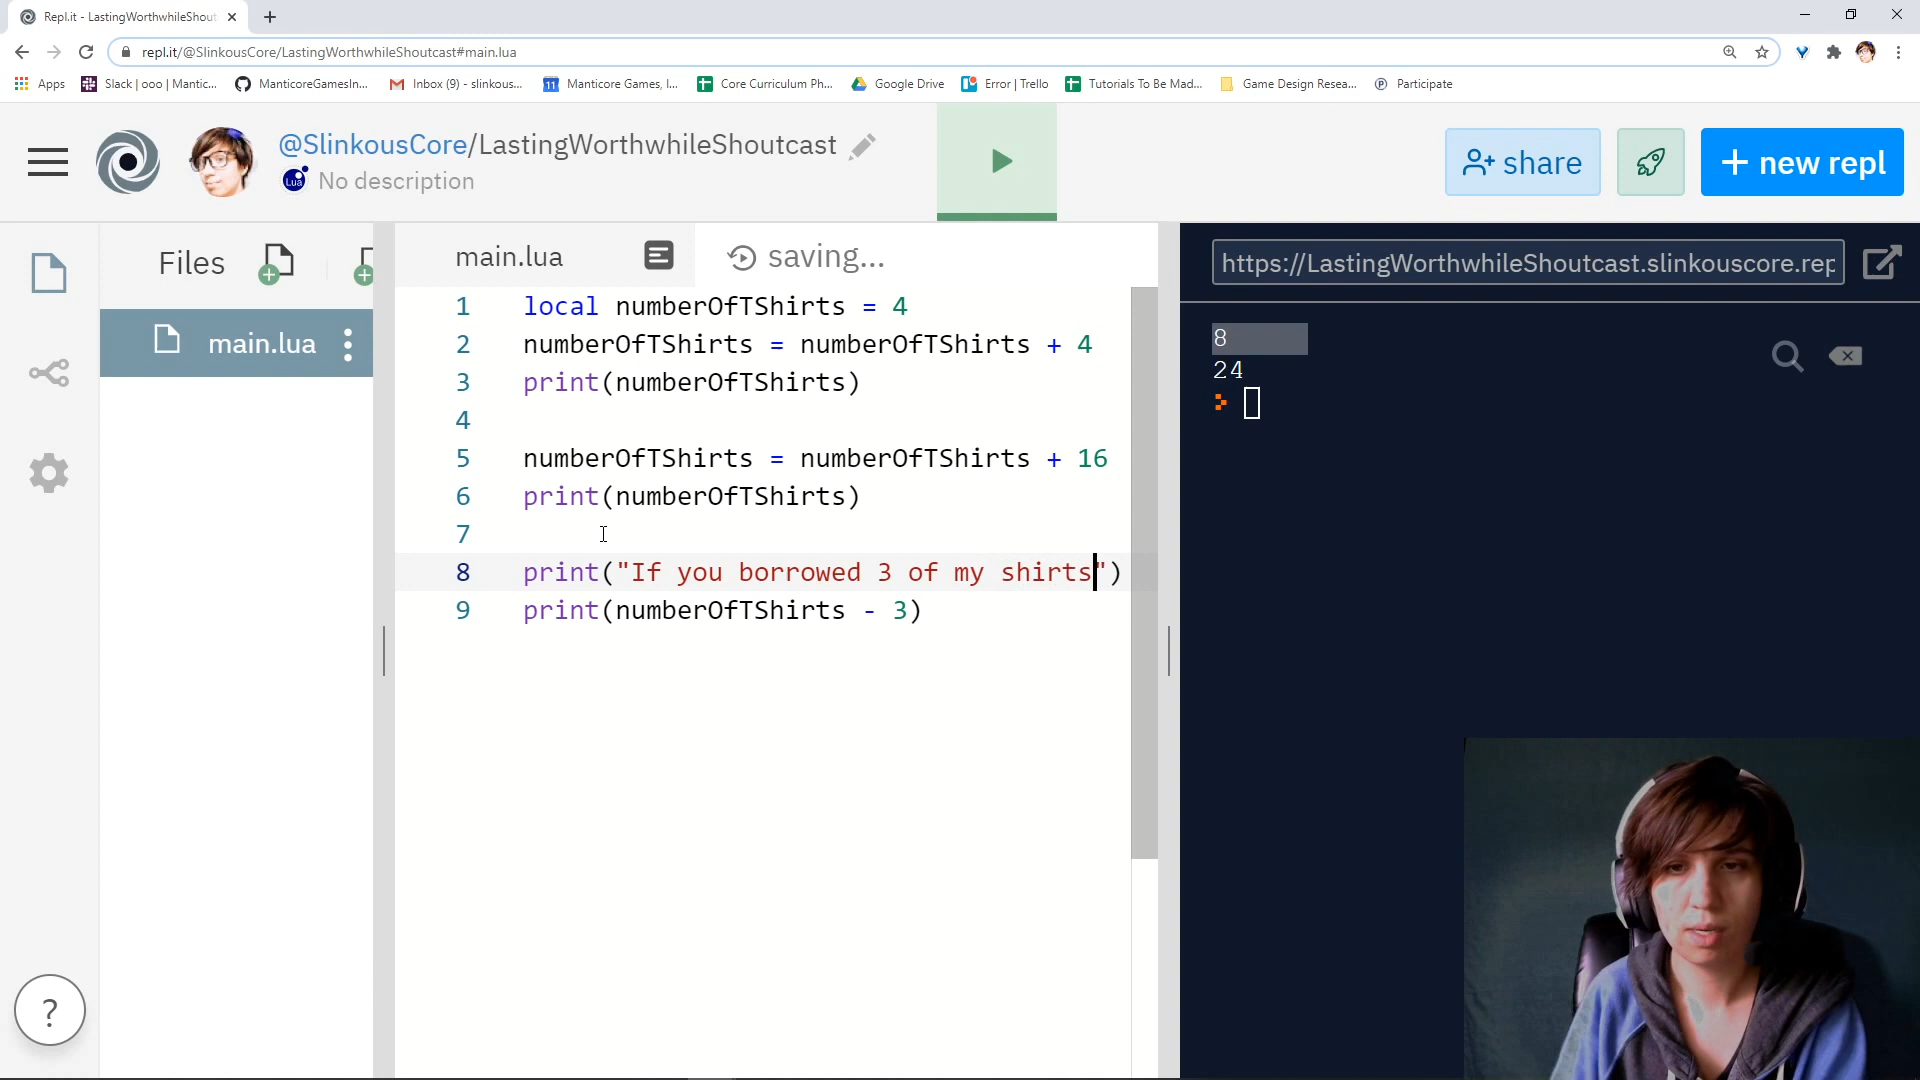 Repl.it - LastingWorthwhileShout
repl.it/@SlinkousCore/LastingWorthwhileShoutcast#main.lua
Apps Slack | ooo | Mantic... ManticoreGamesIn... Inbox (9) - slinkous... 11 Manticore Games, I... Core Curriculum Ph... Google Drive Error | Trello Tutorials To Be Mad... Game Design Resea... Participate
@SlinkousCore/LastingWorthwhileShoutcast
Lua No description
share
+ new repl
Files
main.lua
main.lua
saving...
https://LastingWorthwhileShoutcast.slinkouscore.rep
1 local numberOfTShirts = 4
2 numberOfTShirts = numberOfTShirts + 4
3 print(numberOfTShirts)
4
5 numberOfTShirts = numberOfTShirts + 16
6 print(numberOfTShirts)
7
8 print("If you borrowed 3 of my shirts")
9 print(numberOfTShirts - 3)
8
24
?